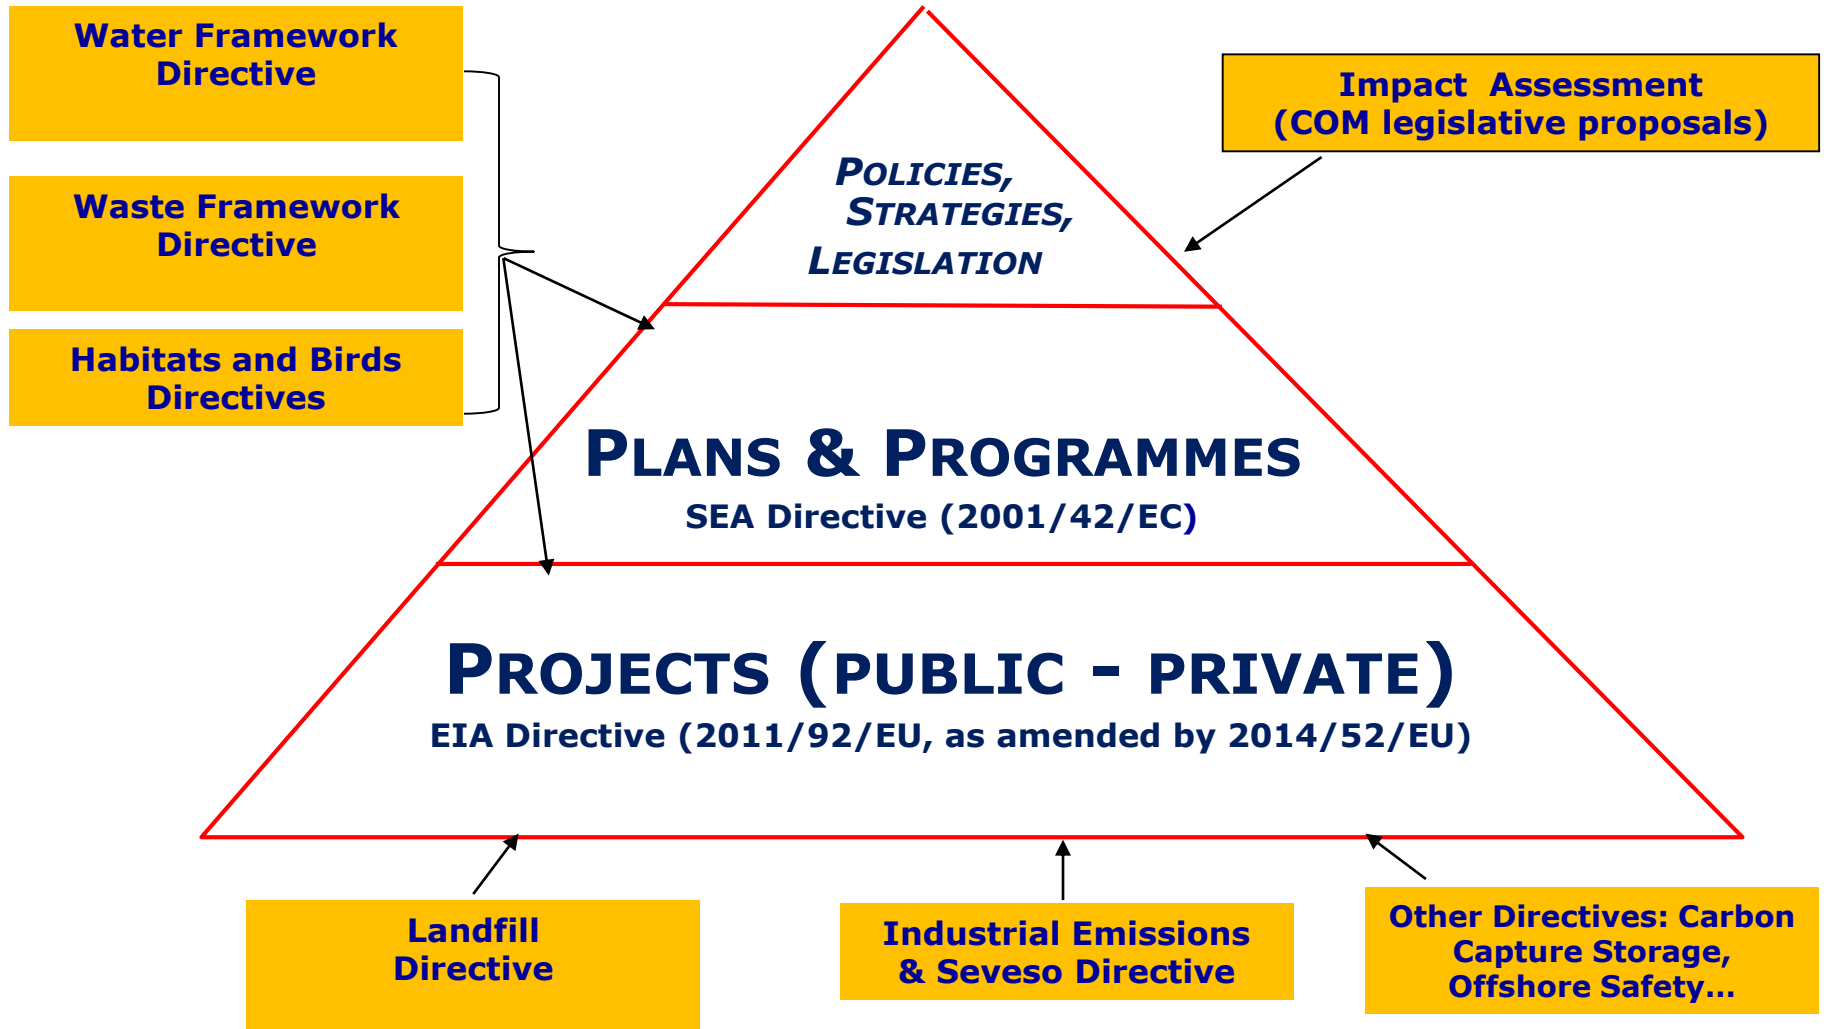 Water Framework
Directive
Waste Framework
Directive
Habitats and Birds
Directives
Impact  Assessment
(COM legislative proposals)
POLICIES,
STRATEGIES,
LEGISLATION
PLANS & PROGRAMMES
SEA Directive (2001/42/EC)
PROJECTS (PUBLIC - PRIVATE)
EIA Directive (2011/92/EU, as amended by 2014/52/EU)
Landfill
Directive
Industrial Emissions
& Seveso Directive
Other Directives: Carbon
Capture Storage,
Offshore Safety…